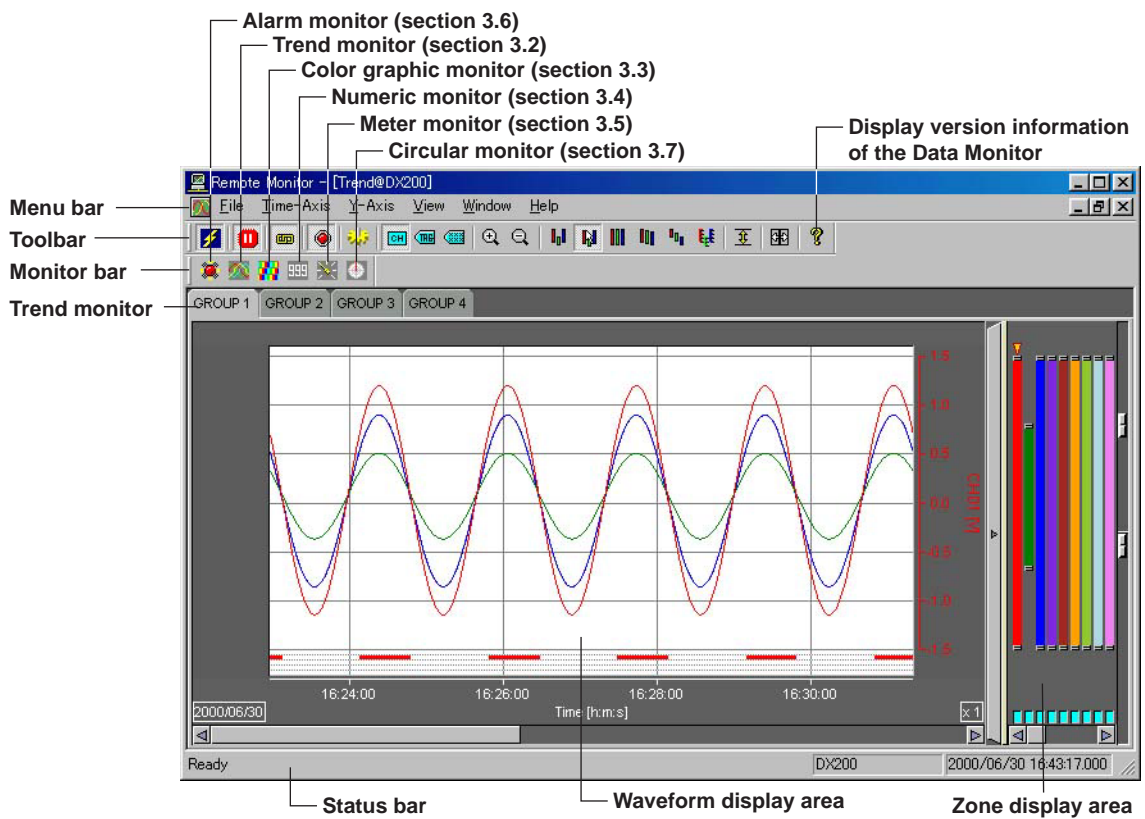 Alarm monitor (section 3.6)
Trend monitor (section 3.2)
Color graphic monitor (section 3.3)
Numeric monitor (section 3.4)
Meter monitor (section 3.5)
Circular monitor (section 3.7)
Display version information
of the Data Monitor
Remote Monitor - [Trend@DX200]
Menu bar
File Time-Axis Y-Axis View Window Help
Toolbar
CH TAG
Monitor bar
999
Trend monitor
GROUP 1 GROUP 2 GROUP 3 GROUP 4
1.5
1.0
0.5
0.0
-0.5
-1.0
-1.5
CH01 [V]
16:24:00 16:26:00 16:28:00 16:30:00
2000/06/30 Time [h:m:s] x 1
Ready DX200 2000/06/30 16:43:17.000
Status bar
Waveform display area
Zone display area